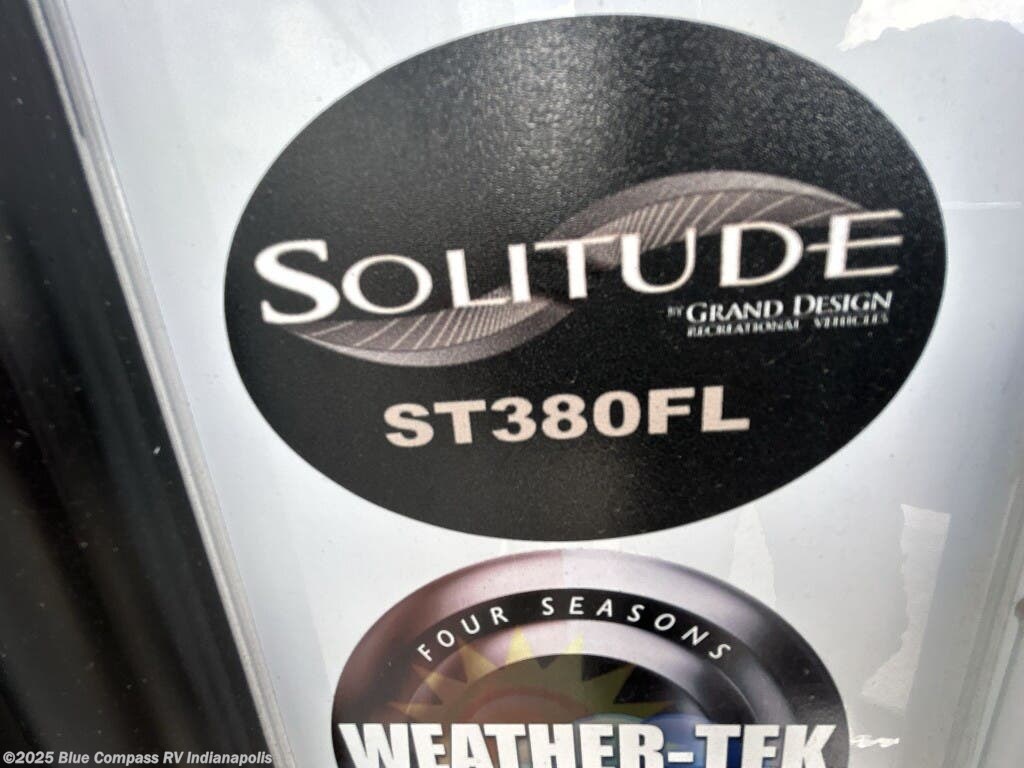 SOLITUDE
BY GRAND DESIGN
RECREATIONAL VEHICLES
ST380FL
FOUR SEASONS
WEATHER-TEK
©2025 Blue Compass RV Indianapolis